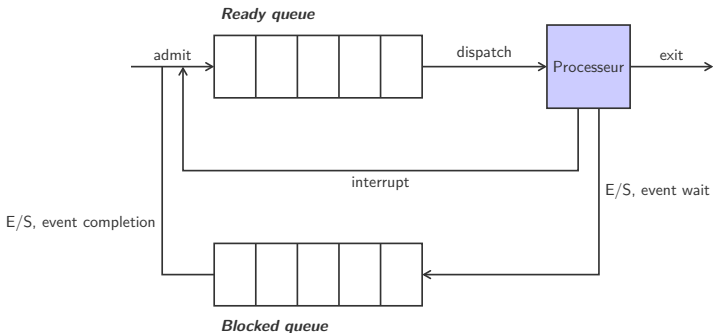 Ready queue
admit
dispatch
Processeur
exit
interrupt
E/S, event wait
E/S, event completion
Blocked queue